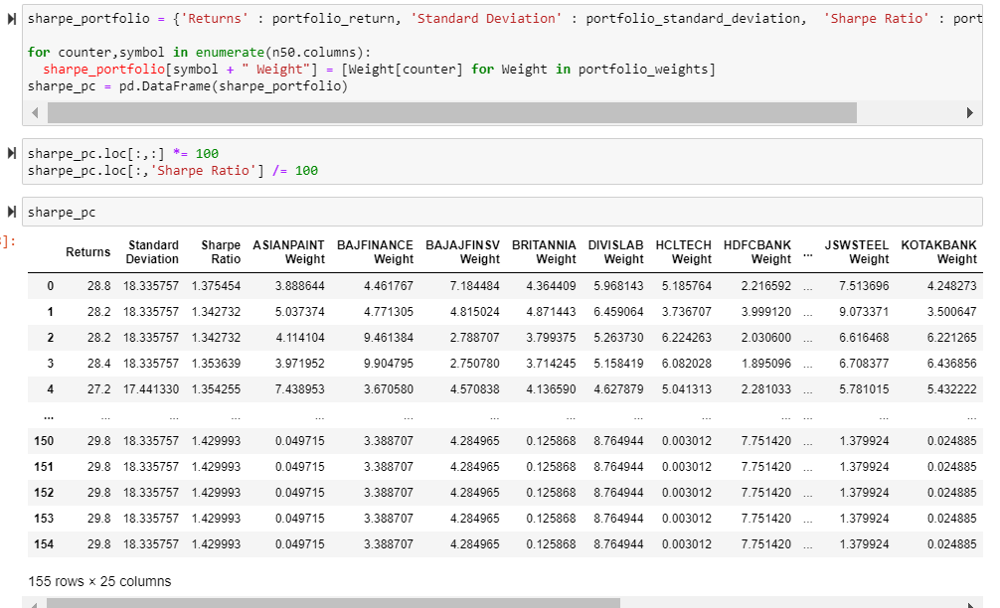 sharpe_portfolio = {'Returns' : portfolio_return, 'Standard Deviation' : portfolio_standard_deviation,  'Sharpe Ratio' : port
for counter,symbol in enumerate(n50.columns):
  sharpe_portfolio[symbol + " Weight"] = [Weight[counter] for Weight in portfolio_weights]
sharpe_pc = pd.DataFrame(sharpe_portfolio)
sharpe_pc.loc[:,:] *= 100
sharpe_pc.loc[:,'Sharpe Ratio'] /= 100
sharpe_pc
]:
Returns Standard Deviation Sharpe Ratio ASIANPAINT Weight BAJFINANCE Weight BAJAJFINSV Weight BRITANNIA Weight DIVISLAB Weight HCLTECH Weight HDFCBANK Weight ... JSWSTEEL Weight KOTAKBANK Weight
0 28.8 18.335757 1.375454 3.888644 4.461767 7.184484 4.364409 5.968143 5.185764 2.216592 ... 7.513696 4.248273
1 28.2 18.335757 1.342732 5.037374 4.771305 4.815024 4.871443 6.459064 3.736707 3.999120 ... 9.073371 3.500647
2 28.2 18.335757 1.342732 4.114104 9.461384 2.788707 3.799375 5.263730 6.224263 2.030600 ... 6.616468 6.221265
3 28.4 18.335757 1.353639 3.971952 9.904795 2.750780 3.714245 5.158419 6.082028 1.895096 ... 6.708377 6.436856
4 27.2 17.441330 1.354255 7.438953 3.670580 4.570838 4.136590 4.627879 5.041313 2.281033 ... 5.781015 5.432222
... ... ... ... ... ... ... ... ... ... ... ... ... ...
150 29.8 18.335757 1.429993 0.049715 3.388707 4.284965 0.125868 8.764944 0.003012 7.751420 ... 1.379924 0.024885
151 29.8 18.335757 1.429993 0.049715 3.388707 4.284965 0.125868 8.764944 0.003012 7.751420 ... 1.379924 0.024885
152 29.8 18.335757 1.429993 0.049715 3.388707 4.284965 0.125868 8.764944 0.003012 7.751420 ... 1.379924 0.024885
153 29.8 18.335757 1.429993 0.049715 3.388707 4.284965 0.125868 8.764944 0.003012 7.751420 ... 1.379924 0.024885
154 29.8 18.335757 1.429993 0.049715 3.388707 4.284965 0.125868 8.764944 0.003012 7.751420 ... 1.379924 0.024885
155 rows × 25 columns